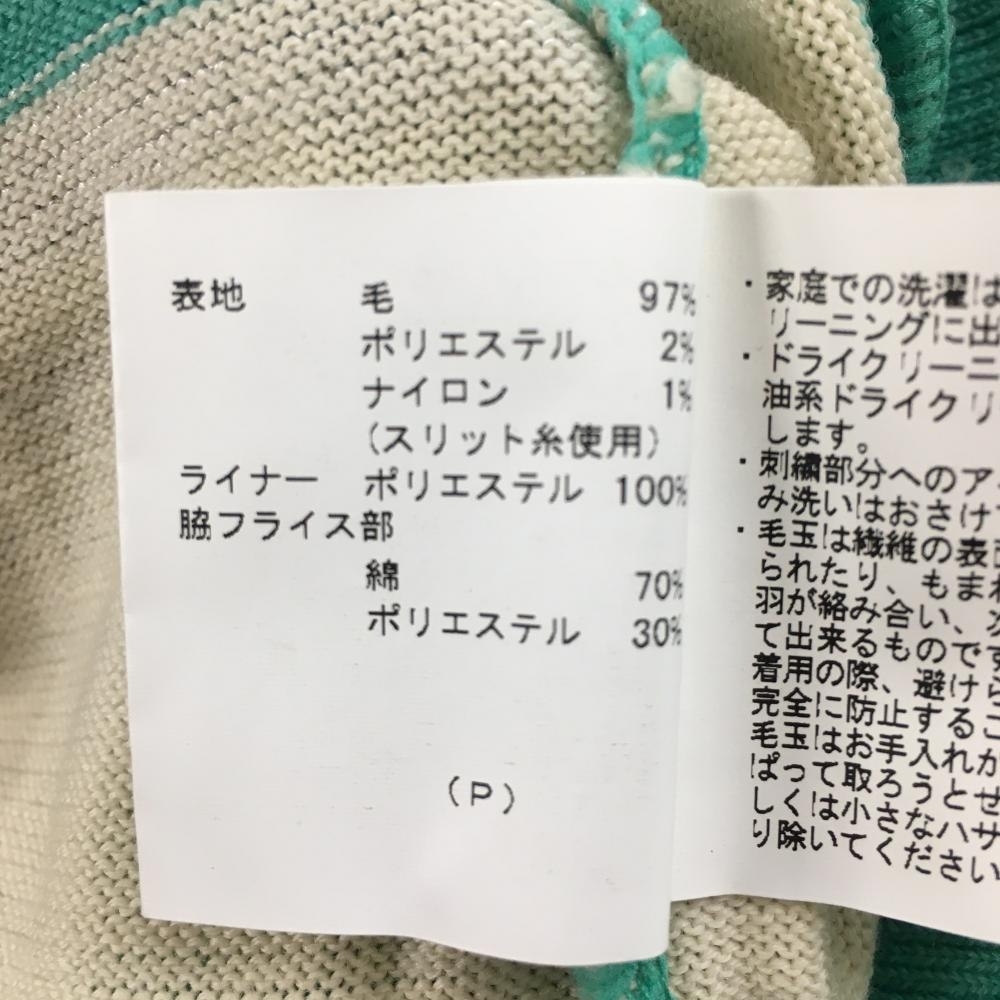 表地 毛 97%
ポリエステル 2%
ナイロン 1%
(スリット糸使用)
ライナー ポリエステル 100%
脇フライス部
綿 70%
ポリエステル 30%
(P)
・家庭での洗濯は
リーニングに出
・ドライクリーニ
油系ドライクリ
します。
・刺繍部分へのア
み洗いはおさけ
・毛玉は繊維の表面
られたり、もまれ
羽が絡み合い、次
て出来るものです
着用の際、避けら
完全に防止するこ
毛玉はお手入れが
ぱって取ろうとせ
しくは小さなハサ
り除いてください